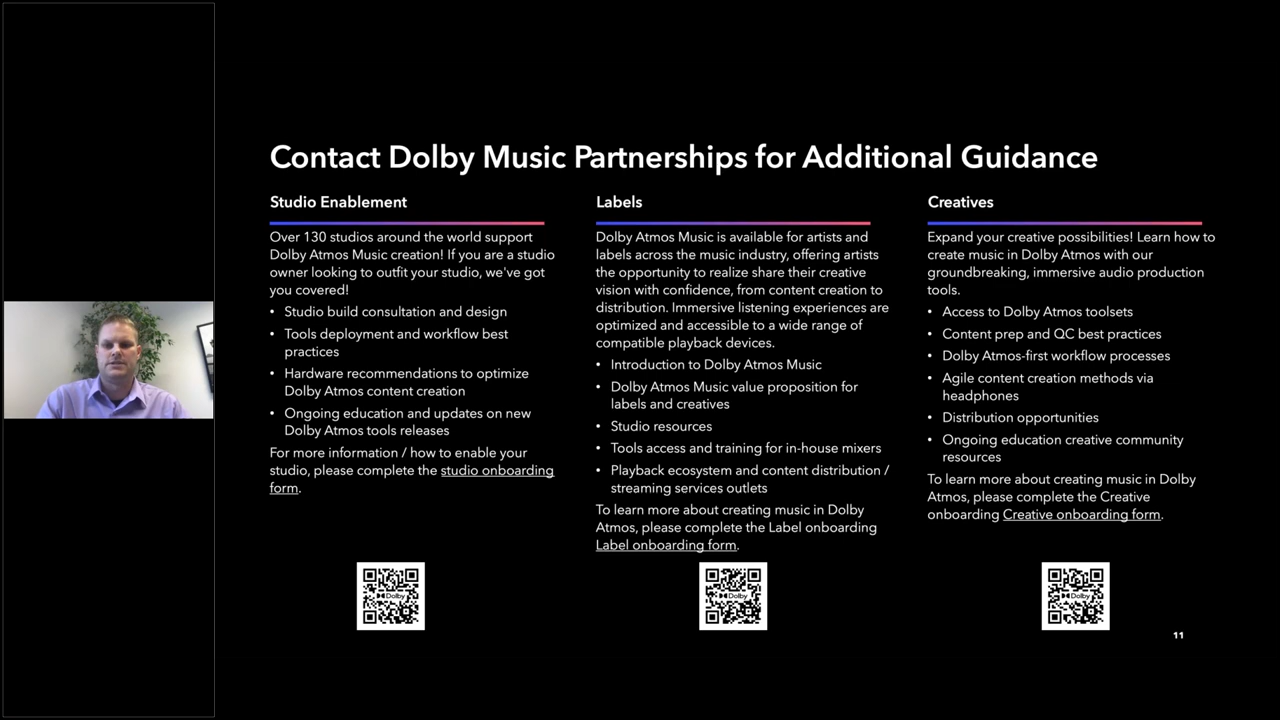 Contact Dolby Music Partnerships for Additional Guidance
Studio Enablement
Over 130 studios around the world support
Dolby Atmos Music creation! If you are a studio
owner looking to outfit your studio, we've got
you covered!
• Studio build consultation and design
• Tools deployment and workflow best
practices
• Hardware recommendations to optimize
Dolby Atmos content creation
• Ongoing education and updates on new
Dolby Atmos tools releases
For more information / how to enable your
studio, please complete the studio onboarding
form.
Dolby
Labels
Dolby Atmos Music is available for artists and
labels across the music industry, offering artists
the opportunity to realize share their creative
vision with confidence, from content creation to
distribution. Immersive listening experiences are
optimized and accessible to a wide range of
compatible playback devices.
• Introduction to Dolby Atmos Music
• Dolby Atmos Music value proposition for
labels and creatives
• Studio resources
• Tools access and training for in-house mixers
• Playback ecosystem and content distribution /
streaming services outlets
To learn more about creating music in Dolby
Atmos, please complete the Label onboarding
Label onboarding form.
Dolby
Creatives
Expand your creative possibilities! Learn how to
create music in Dolby Atmos with our
groundbreaking, immersive audio production
tools.
• Access to Dolby Atmos toolsets
• Content prep and QC best practices
• Dolby Atmos-first workflow processes
• Agile content creation methods via
headphones
• Distribution opportunities
• Ongoing education creative community
resources
To learn more about creating music in Dolby
Atmos, please complete the Creative
onboarding Creative onboarding form.
Dolby
11